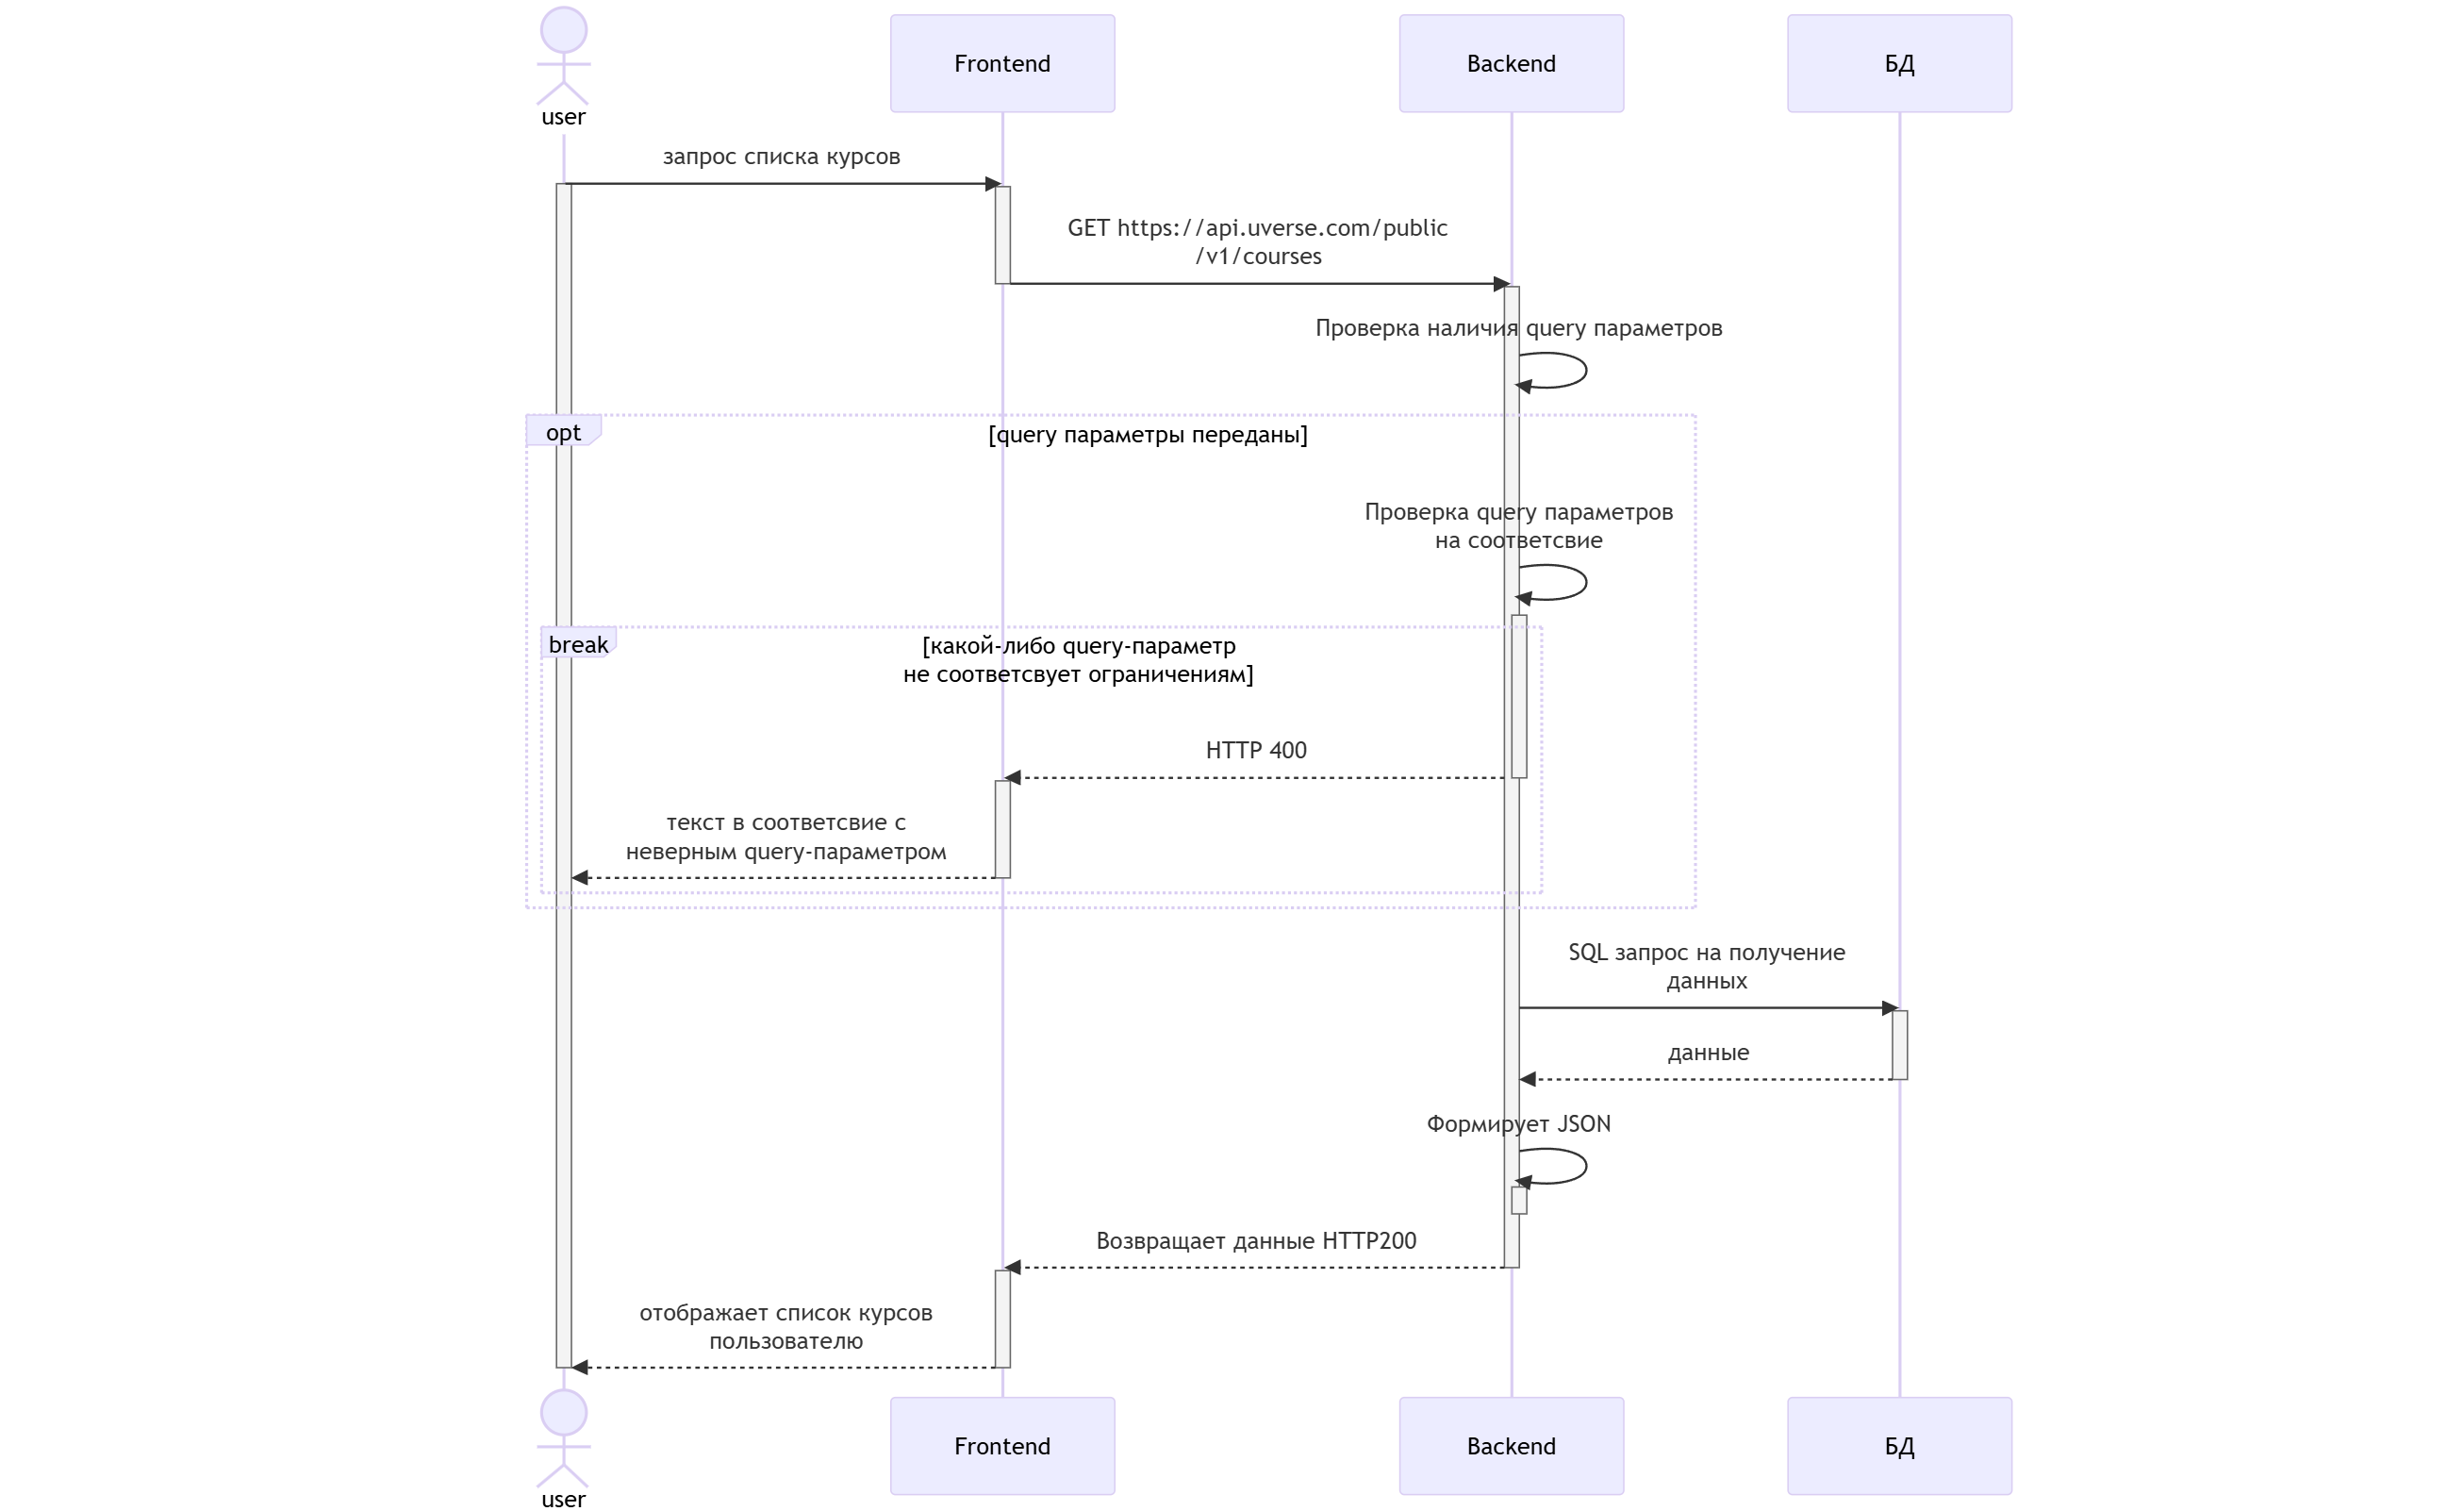 user
Frontend
Backend
БД
запрос списка курсов
GET https://api.uverse.com/public
/v1/courses
Проверка наличия query параметров
opt
[query параметры переданы]
Проверка query параметров
на соответсвие
break
[какой-либо query-параметр
не соответсвует ограничениям]
HTTP 400
текст в соответсвие с
неверным query-параметром
SQL запрос на получение
данных
данные
Формирует JSON
Возвращает данные HTTP200
отображает список курсов
пользователю
user
Frontend
Backend
БД